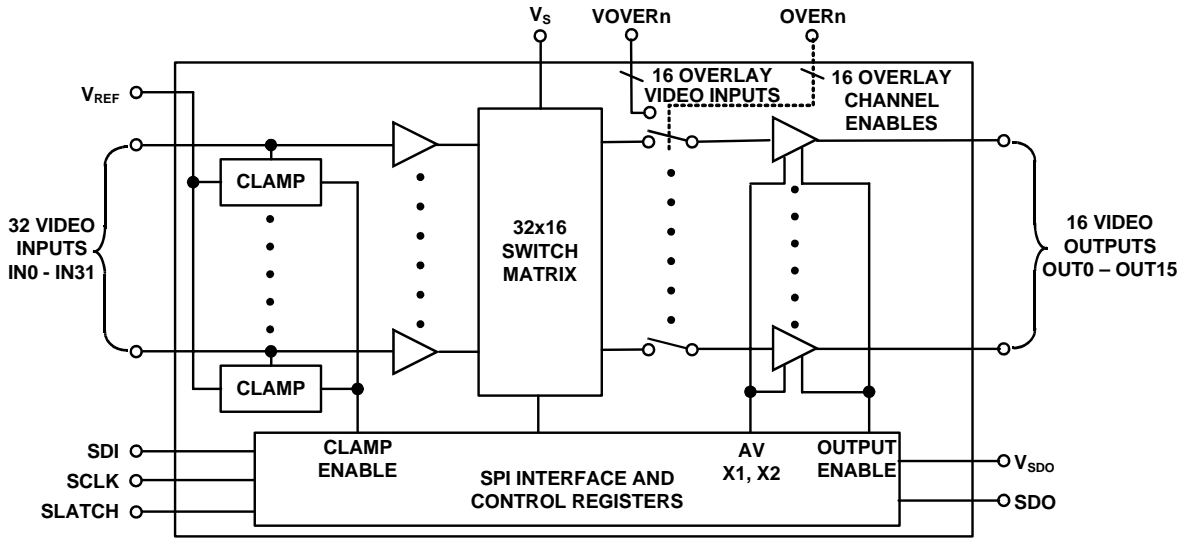 VS
VOVERn
OVERn
16 OVERLAY
VIDEO INPUTS
16 OVERLAY
CHANNEL
ENABLES
VREF
CLAMP
32 VIDEO
INPUTS
IN0 - IN31
32x16
SWITCH
MATRIX
16 VIDEO
OUTPUTS
OUT0 – OUT15
CLAMP
SDI
SCLK
SLATCH
CLAMP
ENABLE
SPI INTERFACE AND
CONTROL REGISTERS
AV
X1, X2
OUTPUT
ENABLE
VSDO
SDO